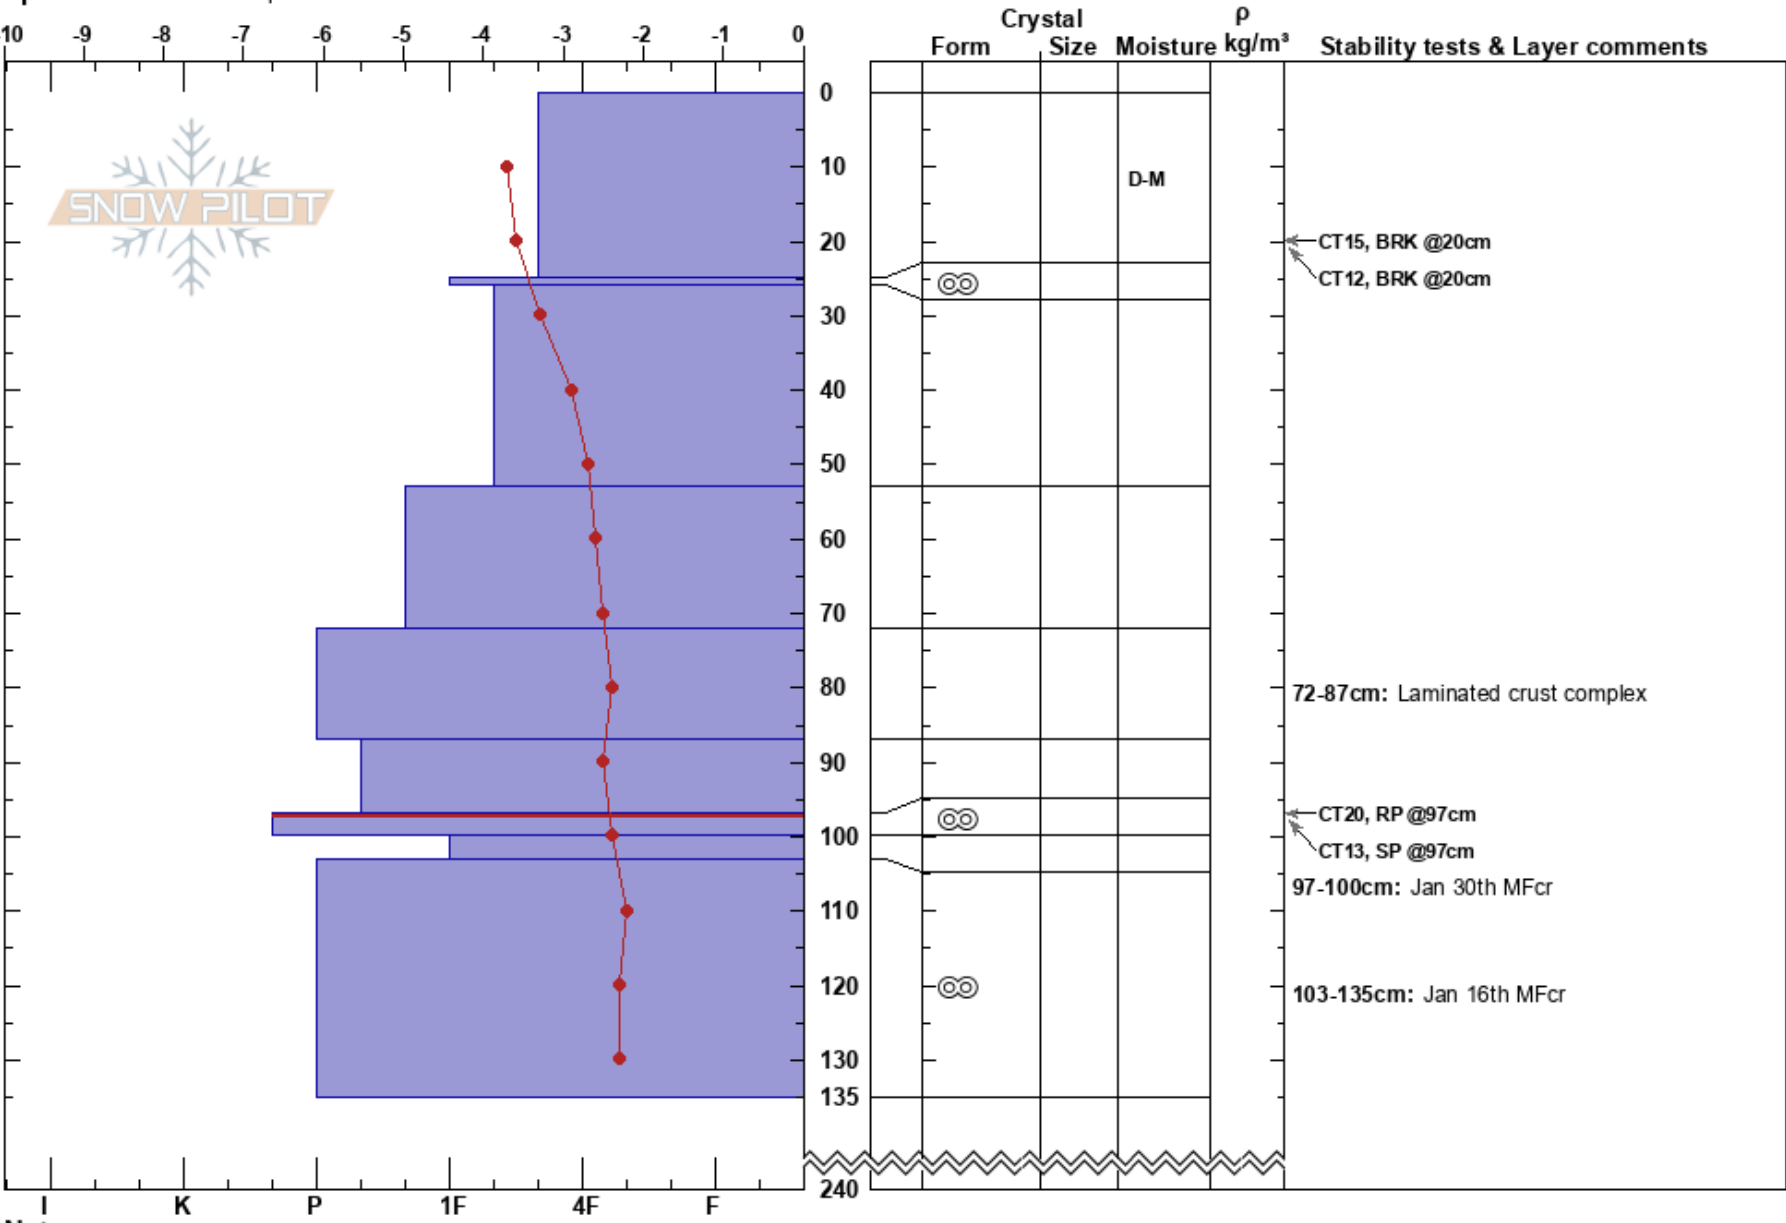 Crystal ρ
Form Size Moisture kg/m³ Stability tests & Layer comments
-10 -9 -8 -7 -6 -5 -4 -3 -2 -1 0
0
10
D-M
SNOW PILOT
20 CT15, BRK @20cm
CT12, BRK @20cm
30
40
50
60
70
80 72-87cm: Laminated crust complex
90
CT20, RP @97cm
100
CT13, SP @97cm
97-100cm: Jan 30th MFcr
110
120 103-135cm: Jan 16th MFcr
130
135
240
I K P 1F 4F F